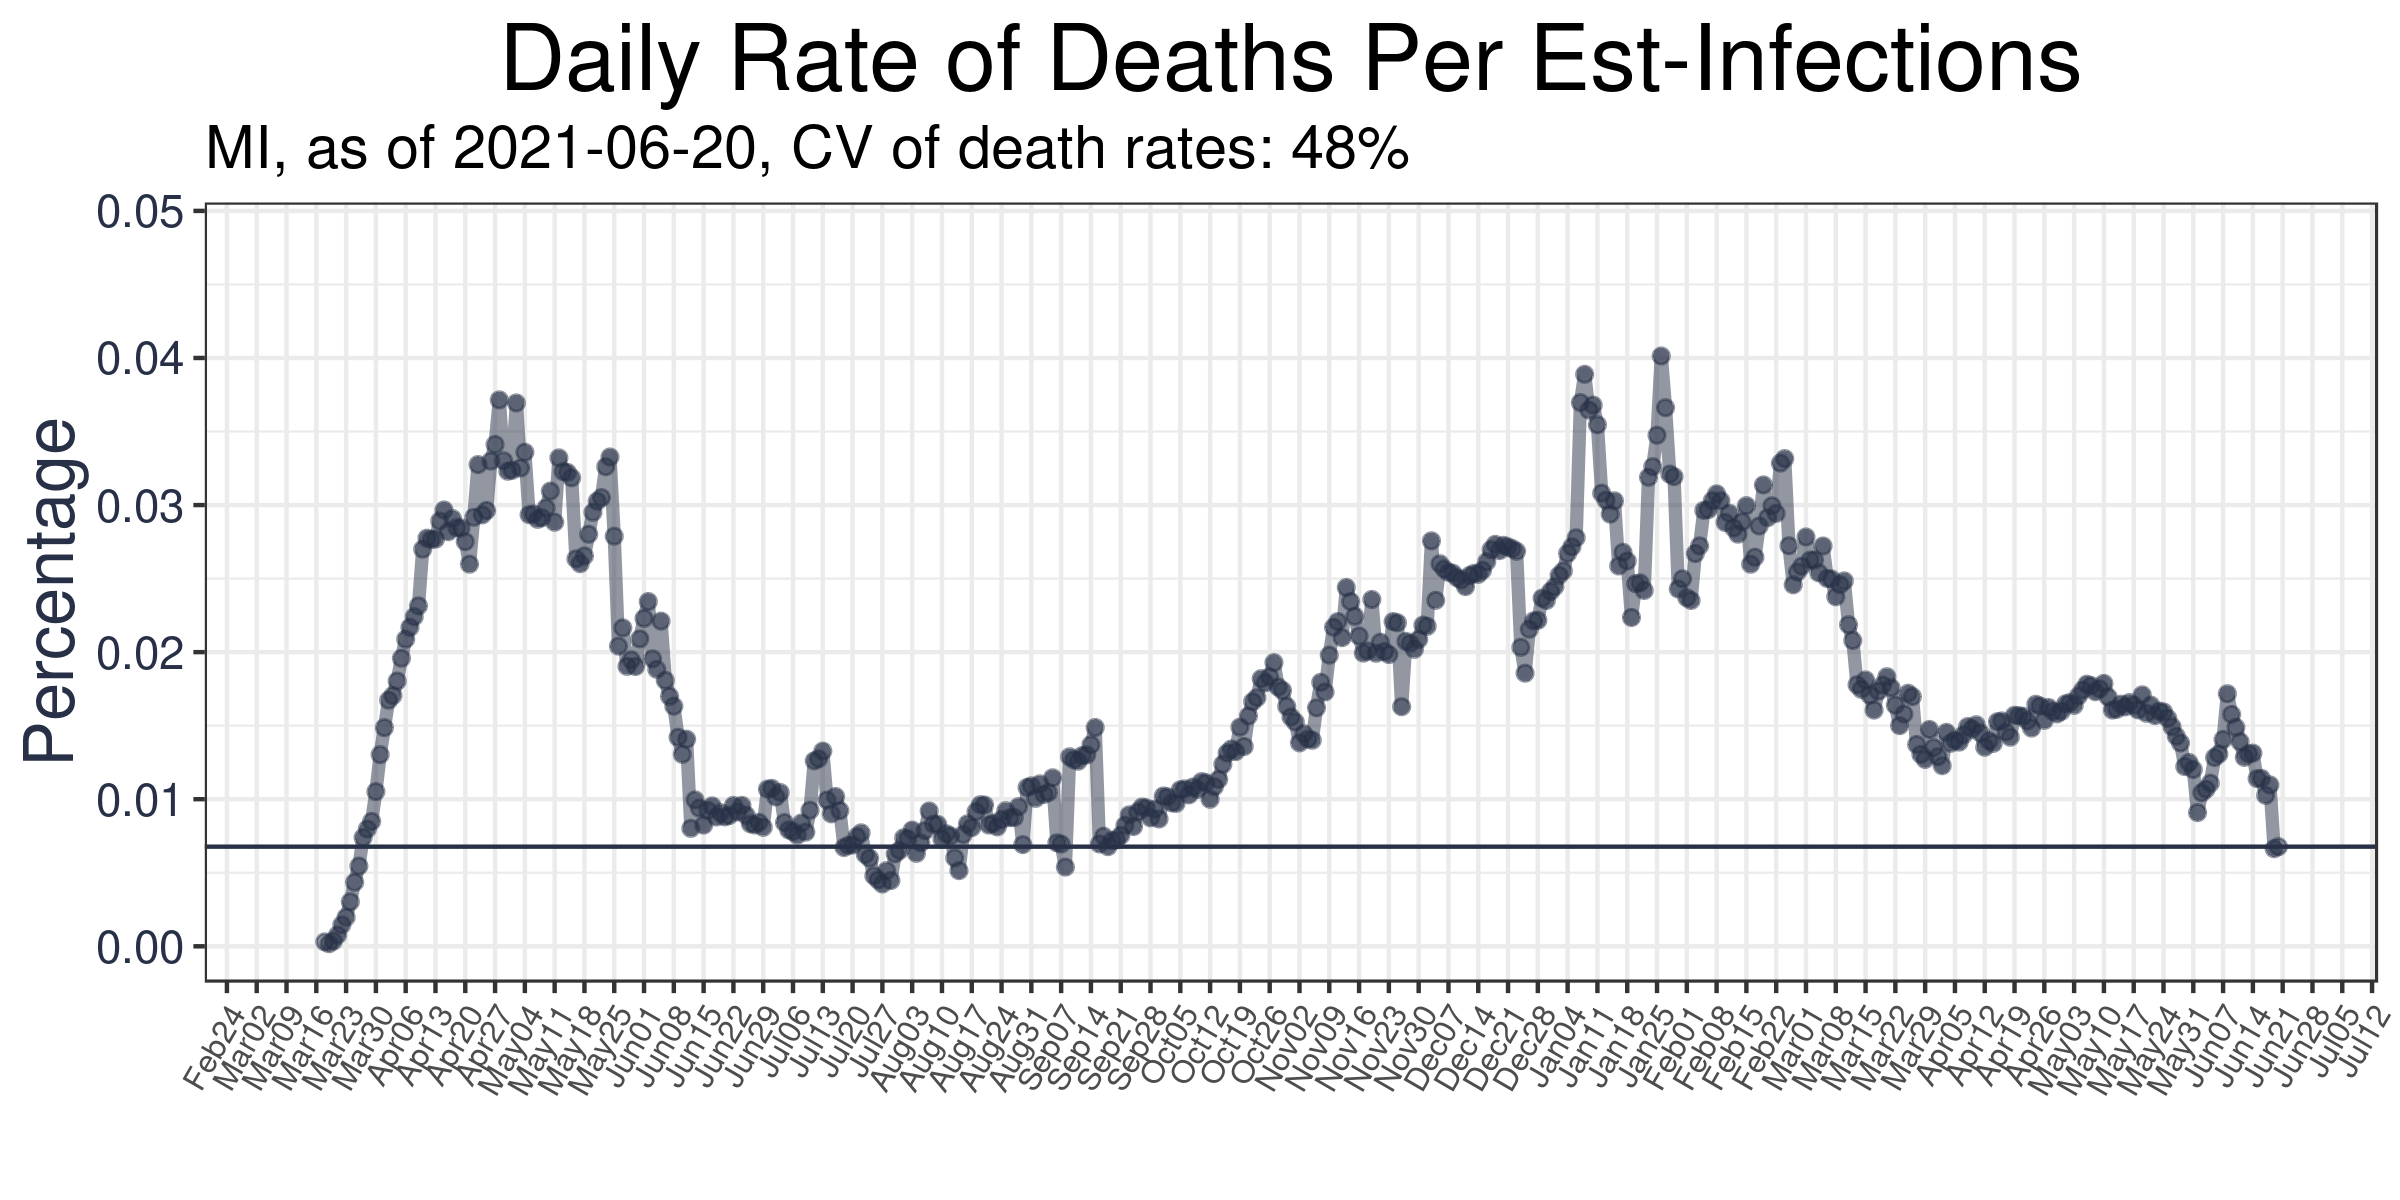 Daily Rate of Deaths Per Est-Infections
MI, as of 2021-06-20, CV of death rates: 48%
Percentage
0.05
0.04
0.03
0.02
0.01
0.00
Feb24
Mar02
Mar09
Mar16
Mar23
Mar30
Apr06
Apr13
Apr20
Apr27
May04
May11
May18
May25
Jun01
Jun08
Jun15
Jun22
Jun29
Jul06
Jul13
Jul20
Jul27
Aug03
Aug10
Aug17
Aug24
Aug31
Sep07
Sep14
Sep21
Sep28
Oct05
Oct12
Oct19
Oct26
Nov02
Nov09
Nov16
Nov23
Nov30
Dec07
Dec14
Dec21
Dec28
Jan04
Jan11
Jan18
Jan25
Feb01
Feb08
Feb15
Feb22
Mar01
Mar08
Mar15
Mar22
Mar29
Apr05
Apr12
Apr19
Apr26
May03
May10
May17
May24
May31
Jun07
Jun14
Jun21
Jun28
Jul05
Jul12